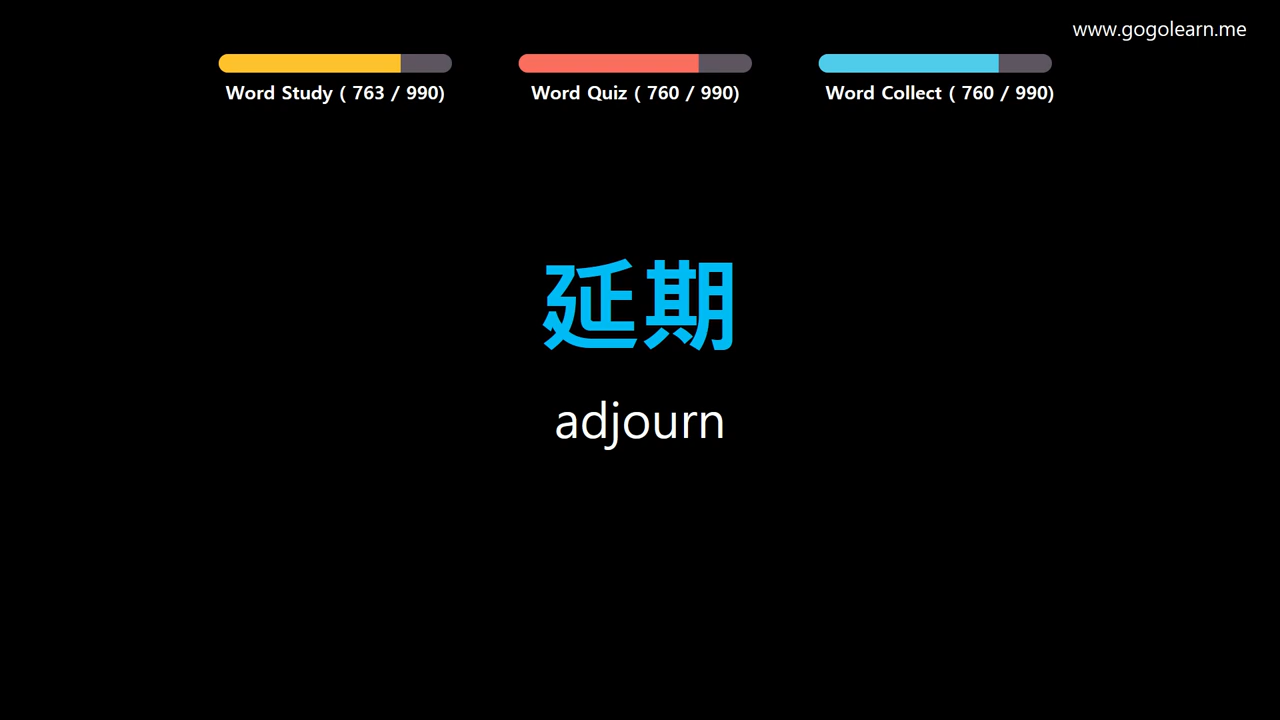 www.gogolearn.me
Word Study ( 763 / 990)
Word Quiz ( 760 / 990)
Word Collect ( 760 / 990)
延期
adjourn